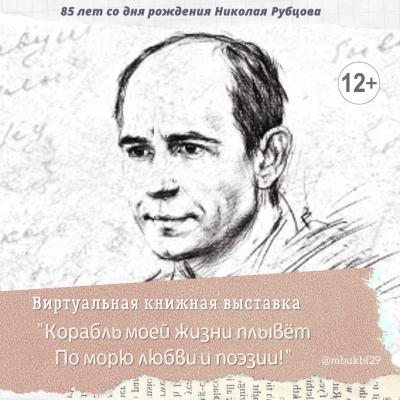 85 лет со дня рождения Николая Рубцова
12+
Виртуальная книжная выставка
"Корабль моей жизни плывёт
По морю любви и поэзии!"
@mbukbf29